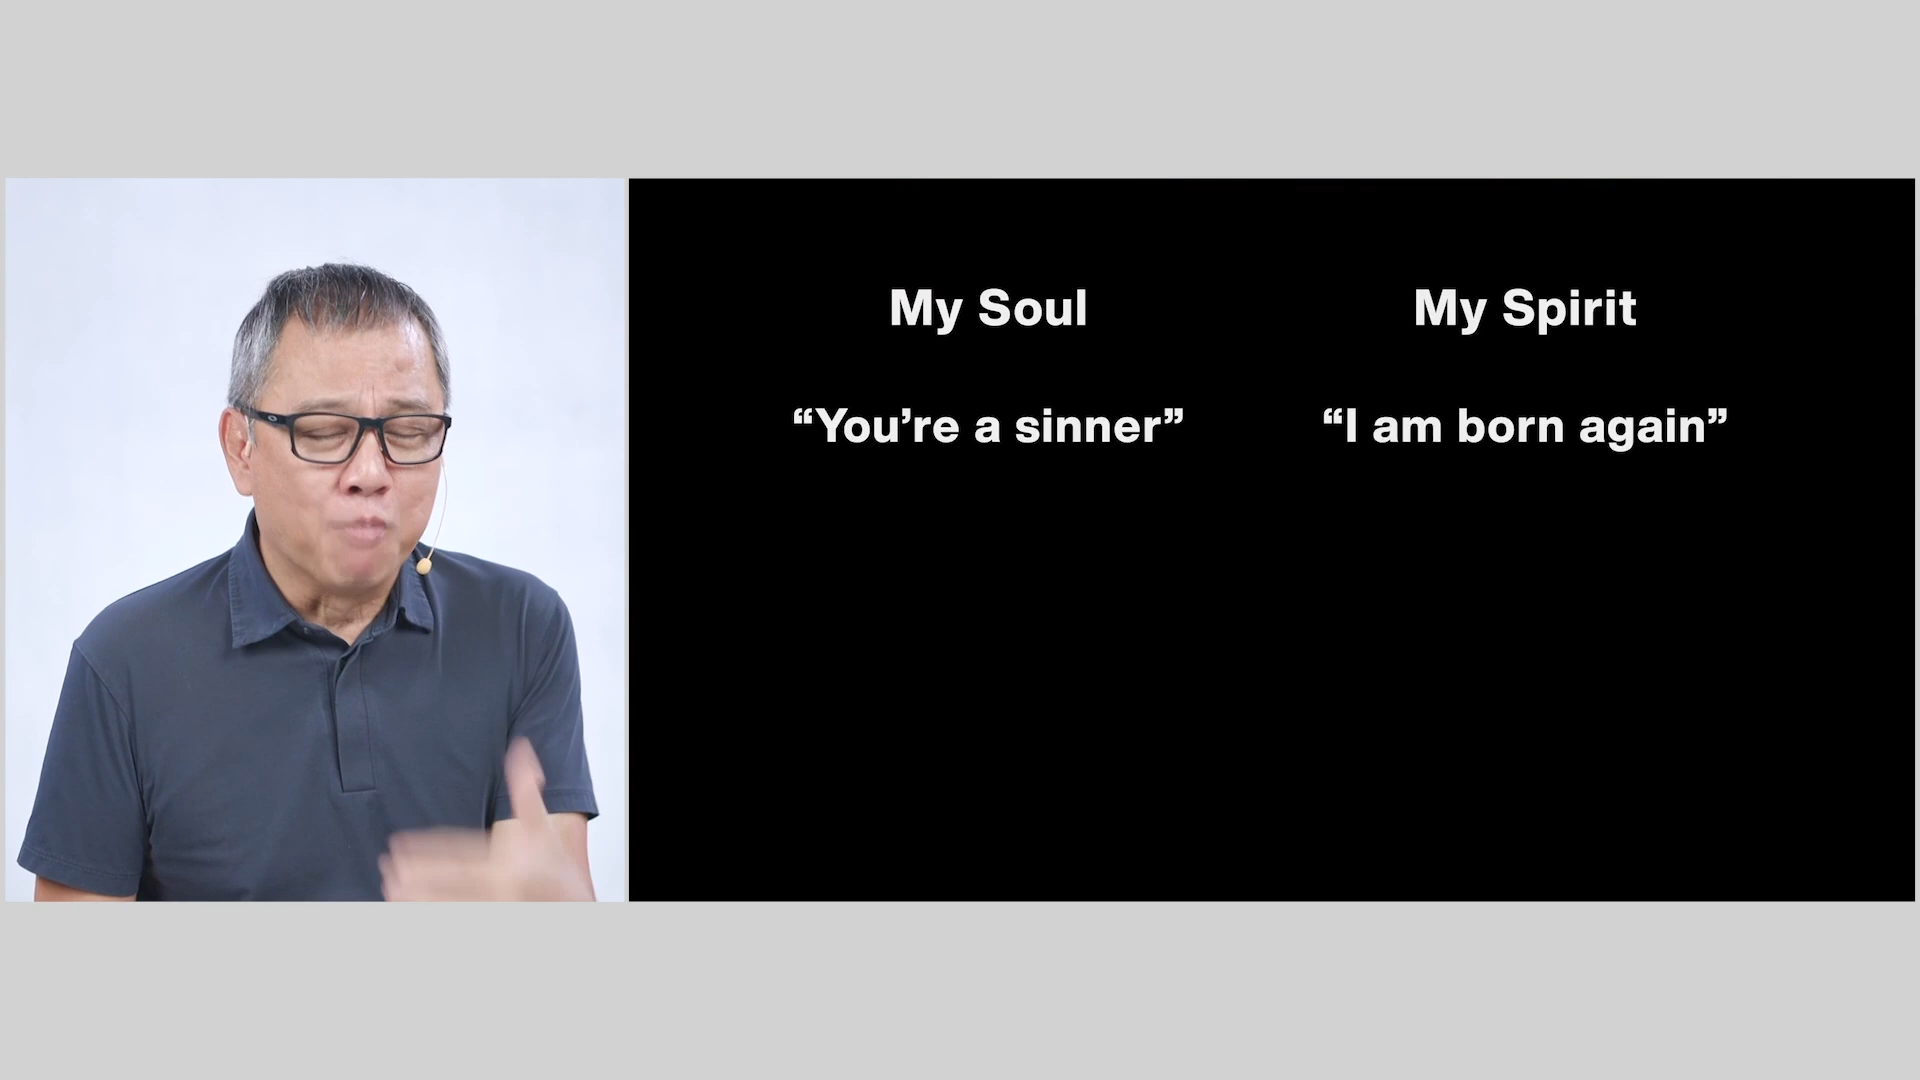 My Soul
My Spirit
“You’re a sinner”
“I am born again”